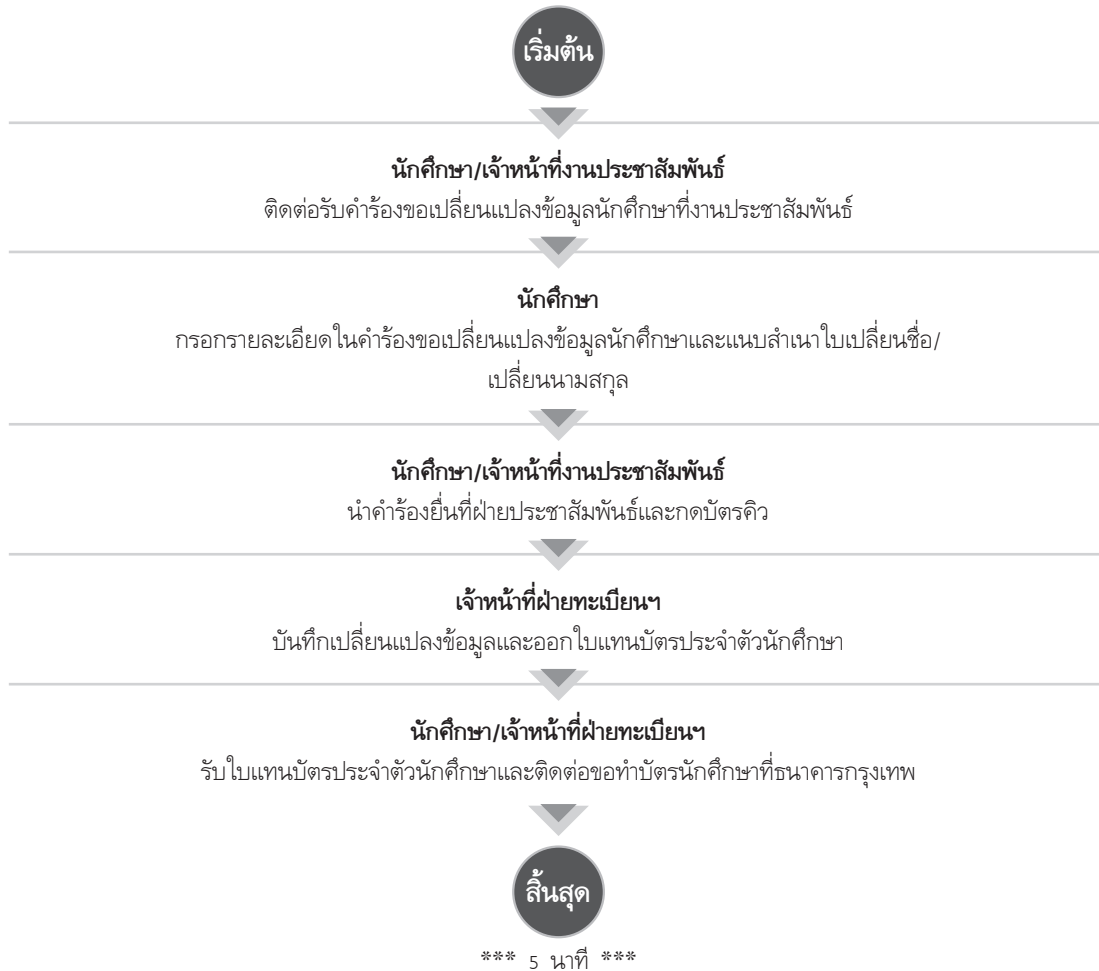 เริ่มต้น
นักศึกษา/เจ้าหน้าที่งานประชาสัมพันธ์
ติดต่อรับคำร้องขอเปลี่ยนแปลงข้อมูลนักศึกษาที่งานประชาสัมพันธ์
นักศึกษา
กรอกรายละเอียดในคำร้องขอเปลี่ยนแปลงข้อมูลนักศึกษาและแนบสำเนาใบเปลี่ยนชื่อ/
เปลี่ยนนามสกุล
นักศึกษา/เจ้าหน้าที่งานประชาสัมพันธ์
นำคำร้องยื่นที่ฝ่ายประชาสัมพันธ์และกดบัตรคิว
เจ้าหน้าที่ฝ่ายทะเบียนฯ
บันทึกเปลี่ยนแปลงข้อมูลและออกใบแทนบัตรประจำตัวนักศึกษา
นักศึกษา/เจ้าหน้าที่ฝ่ายทะเบียนฯ
รับใบแทนบัตรประจำตัวนักศึกษาและติดต่อขอทำบัตรนักศึกษาที่ธนาคารกรุงเทพ
สิ้นสุด
*** 5 นาที ***